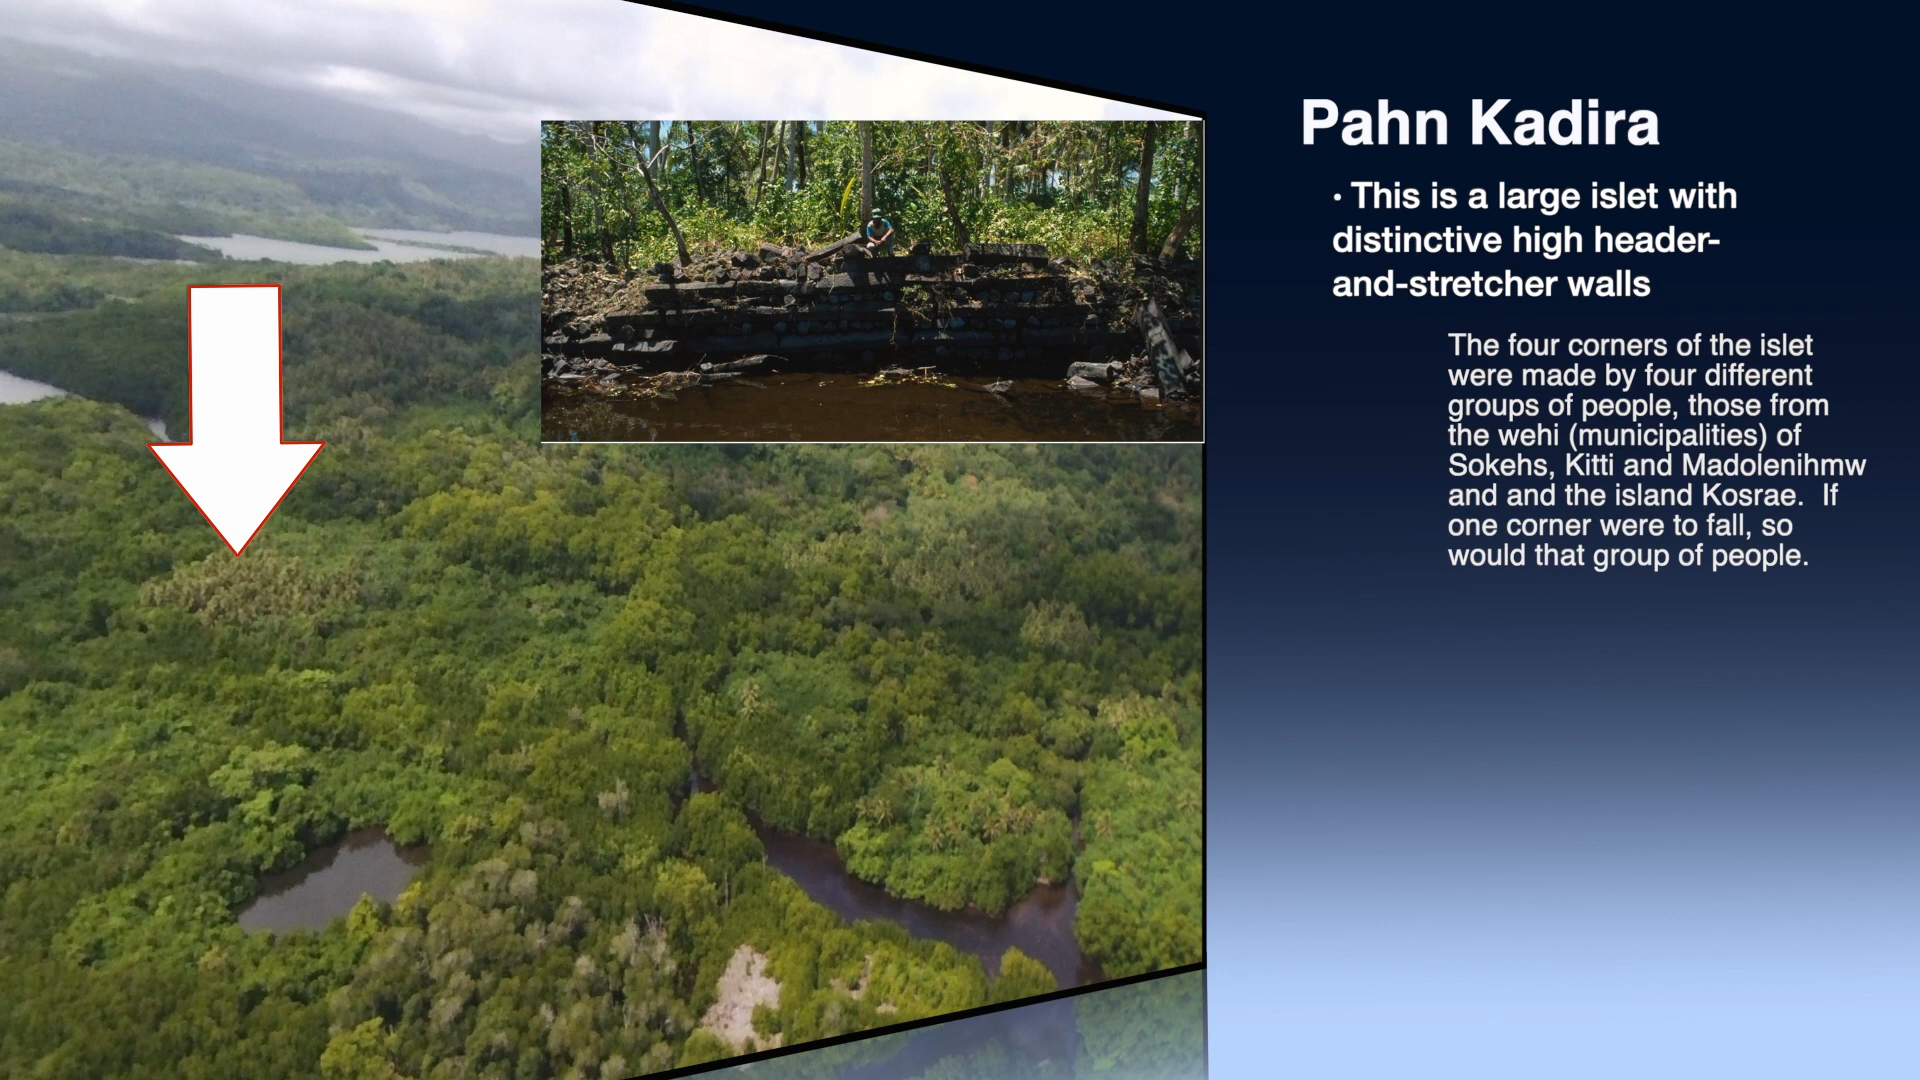 Pahn Kadira
· This is a large islet with
distinctive high header-
and-stretcher walls
The four corners of the islet
were made by four different
groups of people, those from
the wehi (municipalities) of
Sokehs, Kitti and Madolenihmw
and and the island Kosrae.  If
one corner were to fall, so
would that group of people.